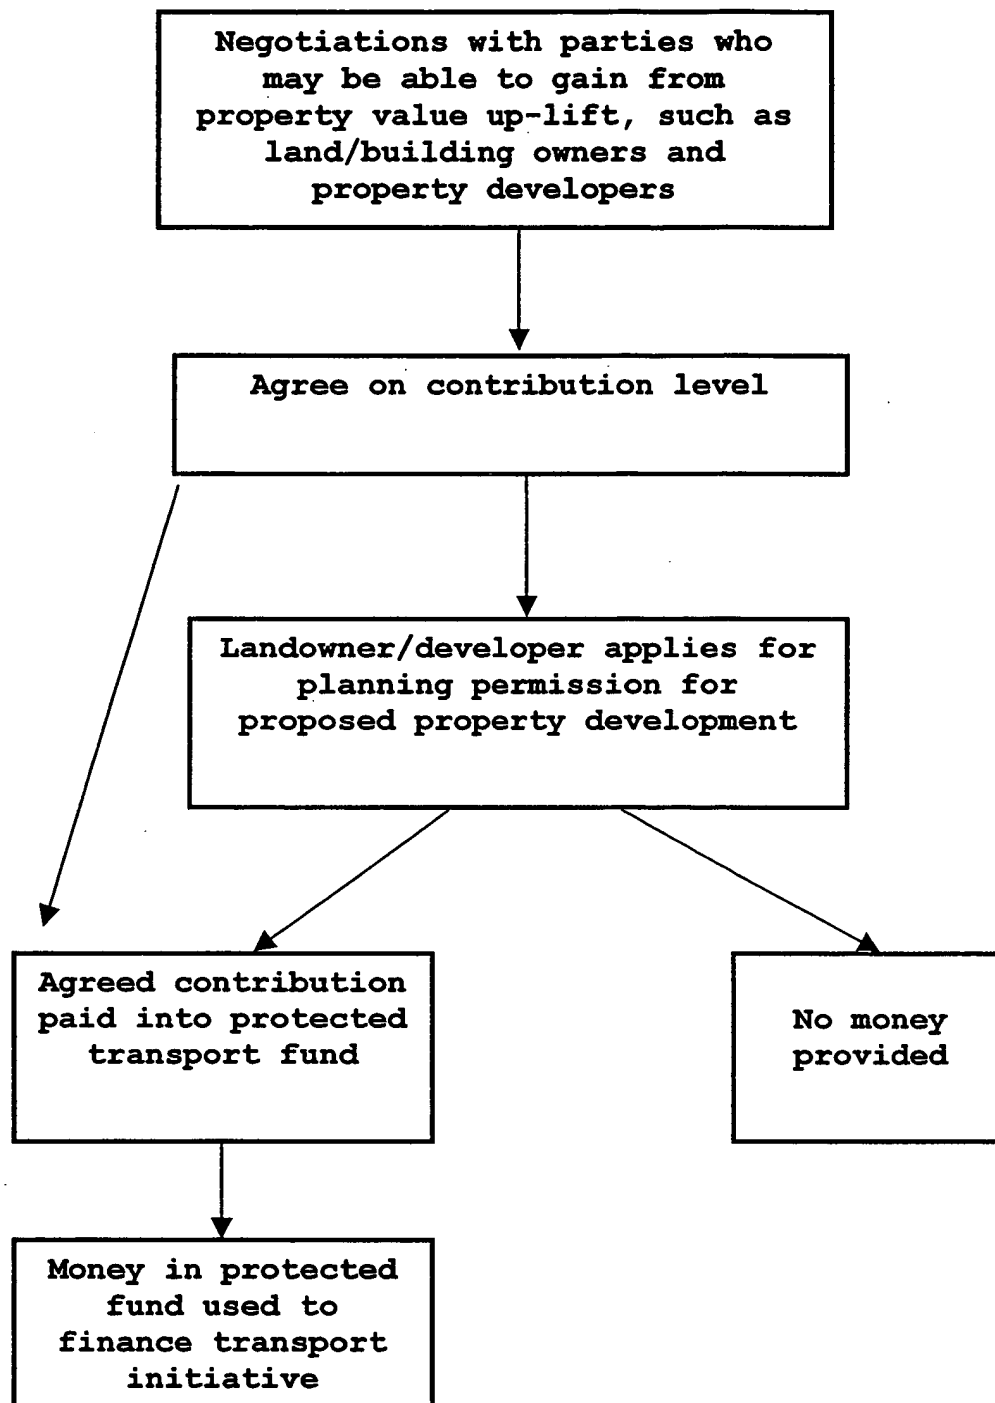 Negotiations with parties who
may be able to gain from
property value up-lift, such as
land/building owners and
property developers
Agree on contribution level
Landowner/developer applies for
planning permission for
proposed property development
Agreed contribution
paid into protected
transport fund
No money
provided
Money in protected
fund used to
finance transport
initiative